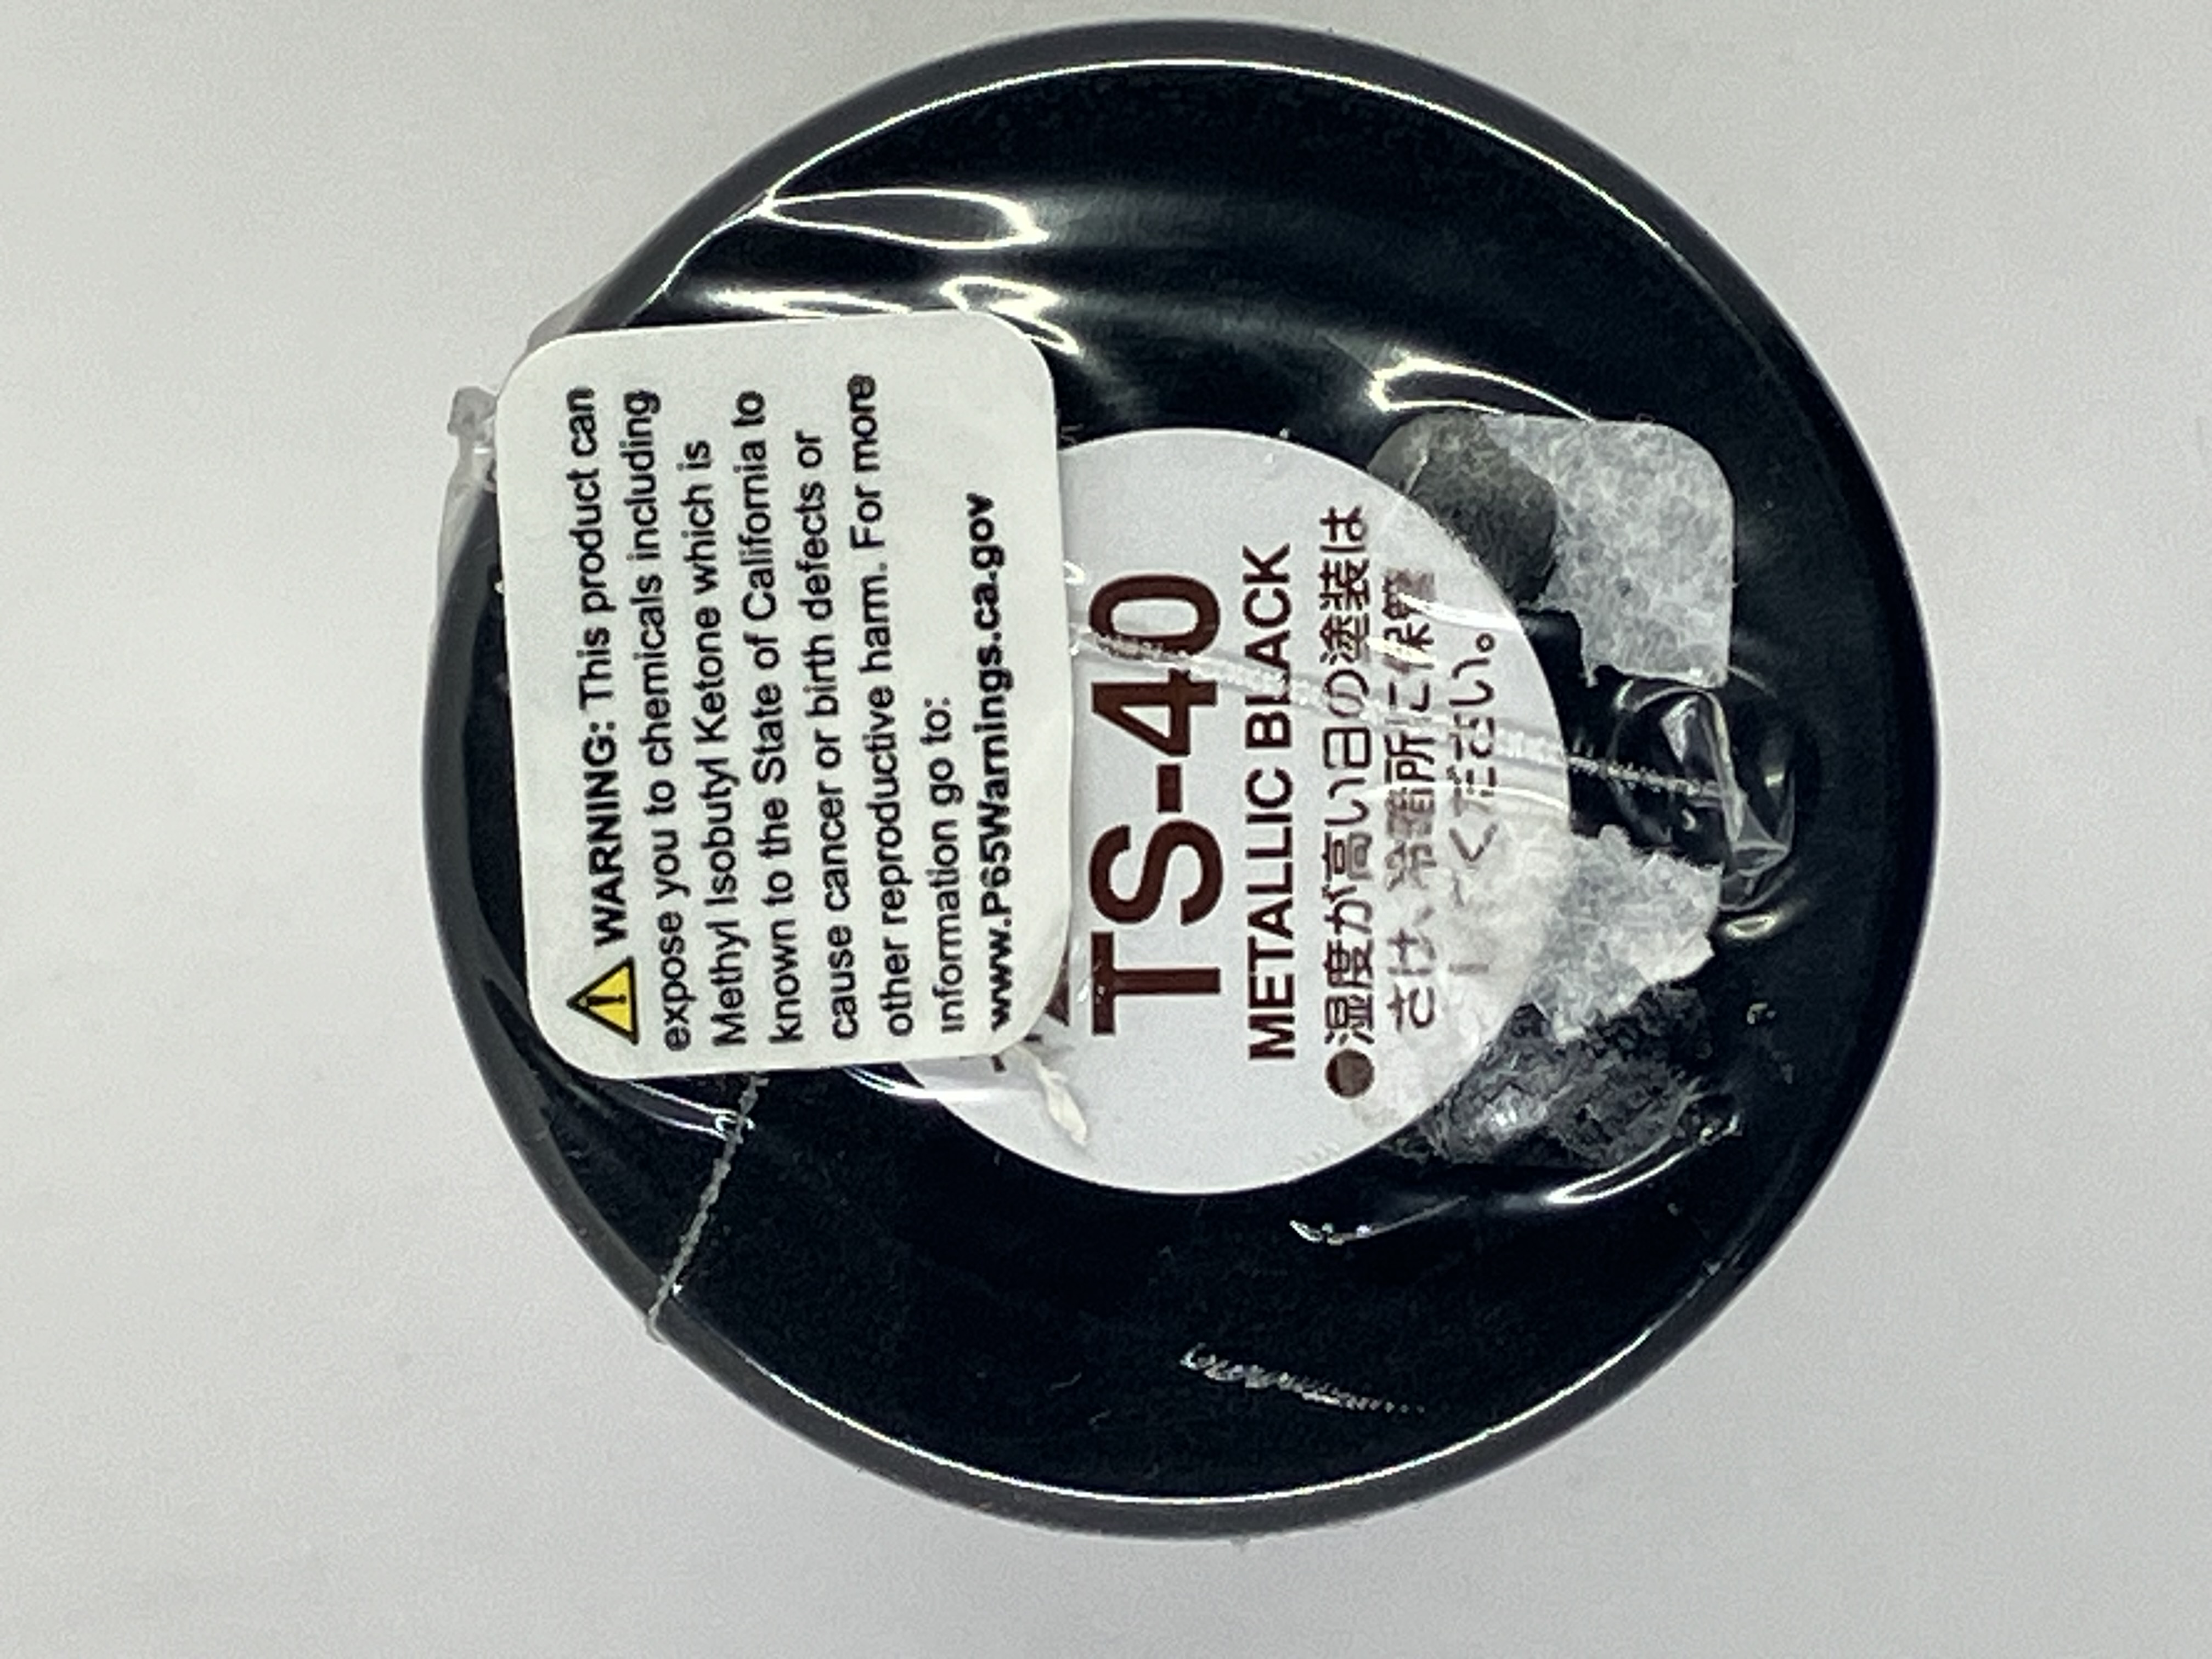 WARNING: This product can
expose you to chemicals including
Methyl Isobutyl Ketone which is
known to the State of California to
cause cancer or birth defects or
other reproductive harm. For more
information go to:
www.P65Warnings.ca.gov
TS-40
METALLIC BLACK
●湿度が高い日の塗装は
さけ、冷暗所に保管
してください。